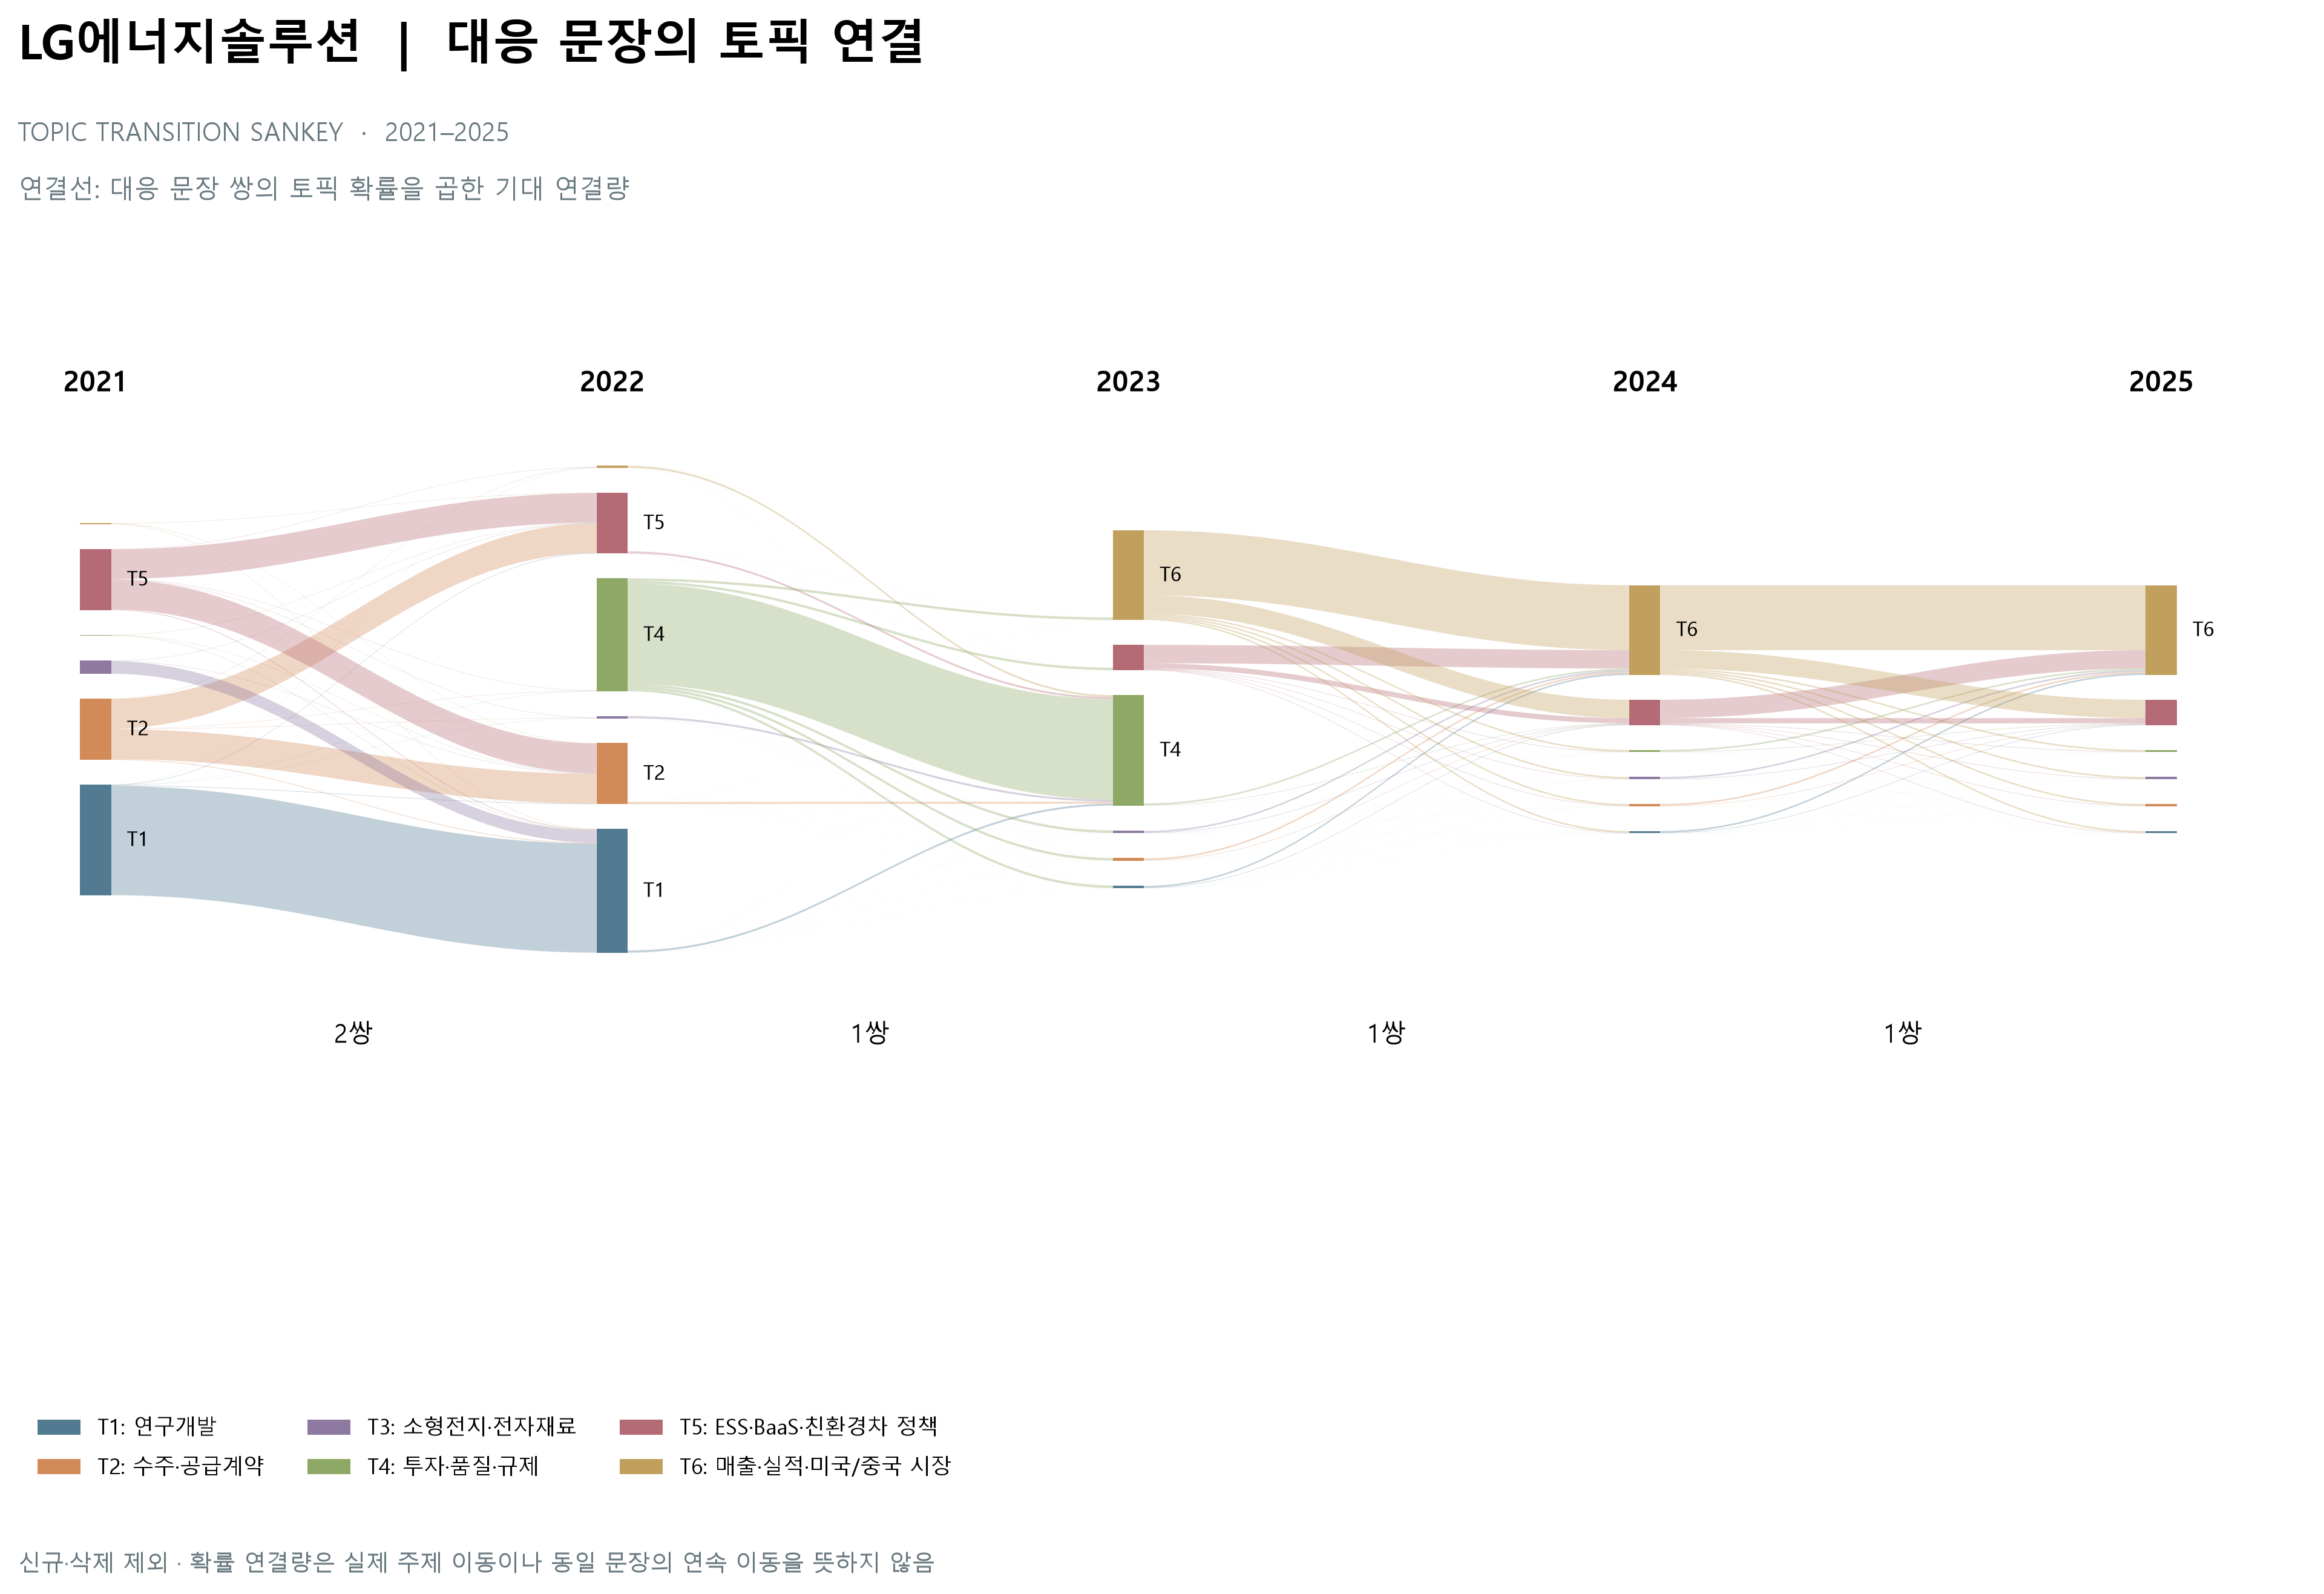 LG에너지솔루션 | 대응 문장의 토픽 연결
TOPIC TRANSITION SANKEY · 2021–2025
연결선: 대응 문장 쌍의 토픽 확률을 곱한 기대 연결량
2021 2022 2023 2024 2025
T5
T2
T1
T5
T4
T2
T1
T6
T4
T6
T6
2쌍 1쌍 1쌍 1쌍
T1: 연구개발 T3: 소형전지·전자재료 T5: ESS·BaaS·친환경차 정책
T2: 수주·공급계약 T4: 투자·품질·규제 T6: 매출·실적·미국/중국 시장
신규·삭제 제외 · 확률 연결량은 실제 주제 이동이나 동일 문장의 연속 이동을 뜻하지 않음